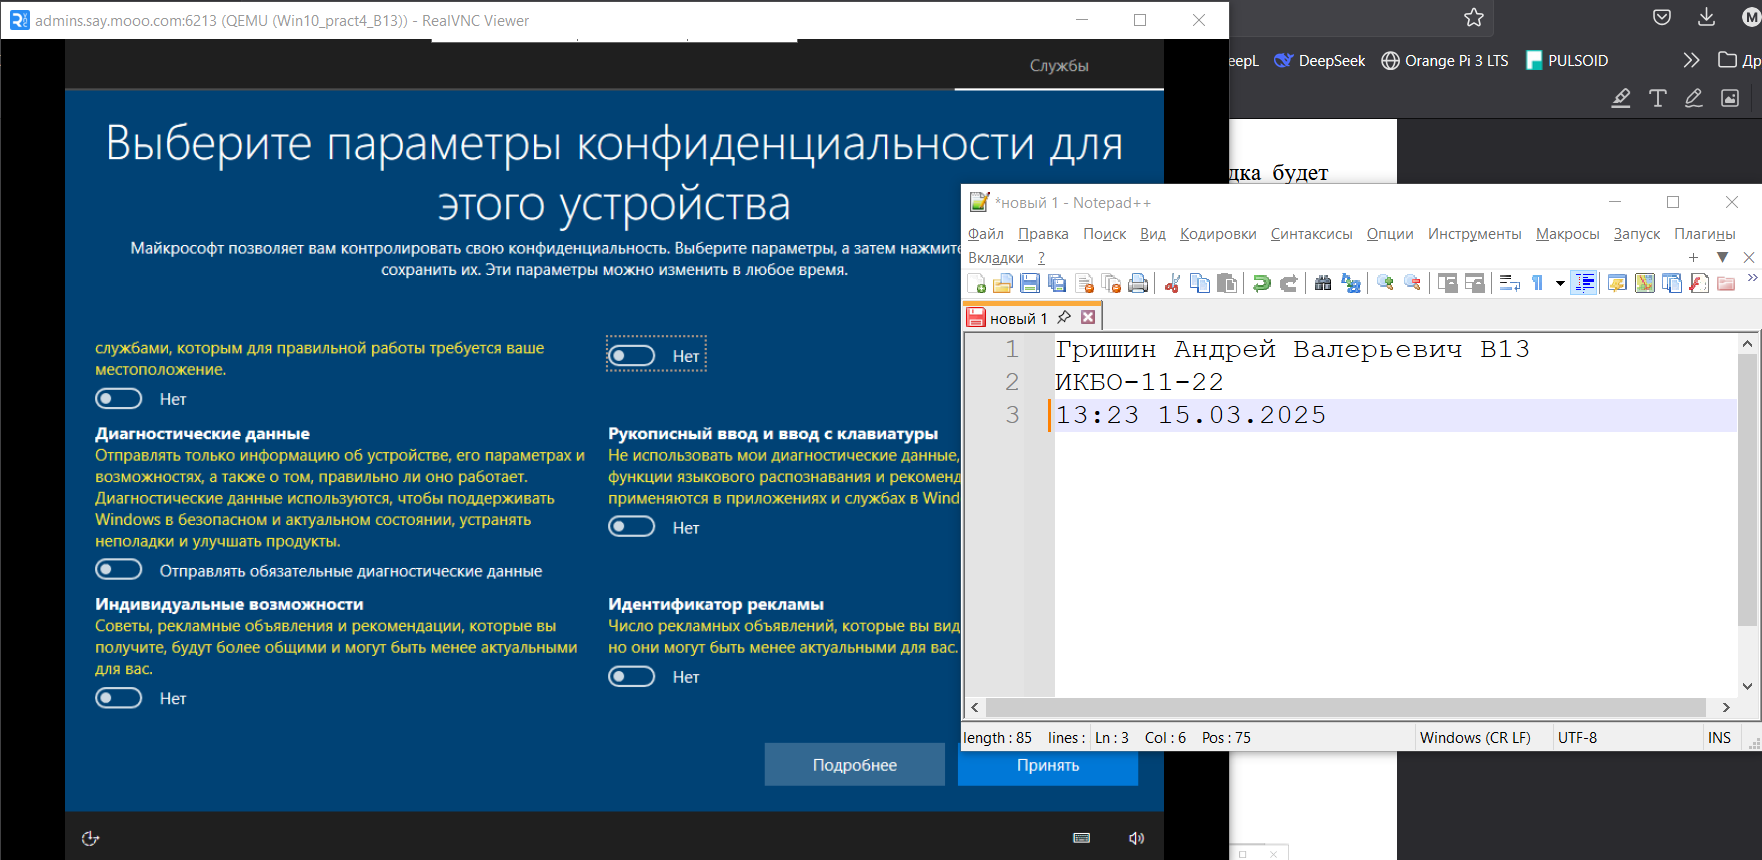 admins.say.mooo.com:6213 (QEMU (Win10_pract4_B13)) - RealVNC Viewer
Службы
Выберите параметры конфиденциальности для
этого устройства
Майкрософт позволяет вам контролировать свою конфиденциальность. Выберите параметры, а затем
сохранить их. Эти параметры можно изменить в любое время.
службами, которым для правильной работы требуется ваше
местоположение.
Нет
Нет
Диагностические данные
Отправлять только информацию об устройстве, его параметрах и
возможностях, а также о том, правильно ли оно работает.
Диагностические данные используются, чтобы поддерживать
Windows в безопасном и актуальном состоянии, устранять
неполадки и улучшать продукты.
Отправлять обязательные диагностические данные
Рукописный ввод и ввод с клавиатуры
Не использовать мои диагностические данные,
функции языкового распознавания и
применяются в приложениях и службах в
Нет
Индивидуальные возможности
Советы, рекламные объявления и рекомендации, которые вы
получите, будут более общими и могут быть менее актуальными
для вас.
Нет
Идентификатор рекламы
Число рекламных объявлений, которые вы
но они могут быть менее актуальными для вас.
Нет
Подробнее
Принять
DeepSeek
Orange Pi 3 LTS
PULSOID
M
будет
*новый 1 - Notepad++
Файл Правка Поиск Вид Кодировки Синтаксисы Опции Инструменты Макросы Запуск Плагины
Вкладки ?
новый 1
1 Гришин Андрей Валерьевич В13
2 ИКБО-11-22
3 13:23 15.03.2025
length : 85 lines : Ln : 3 Col : 6 Pos : 75 Windows (CR LF) UTF-8 INS